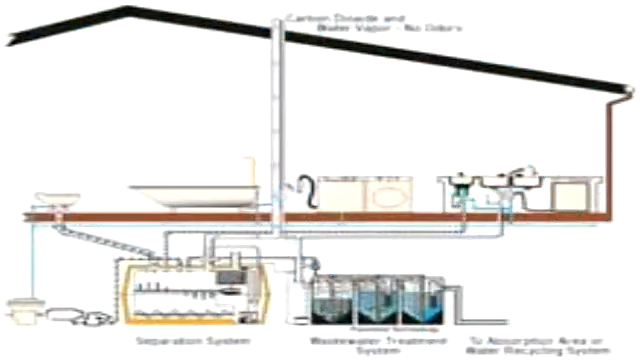 Carbon Dioxide and
Water Vapor - No Odors
Separation System
Wastewater Treatment
System
To Absorption Area or
Water Recycling System